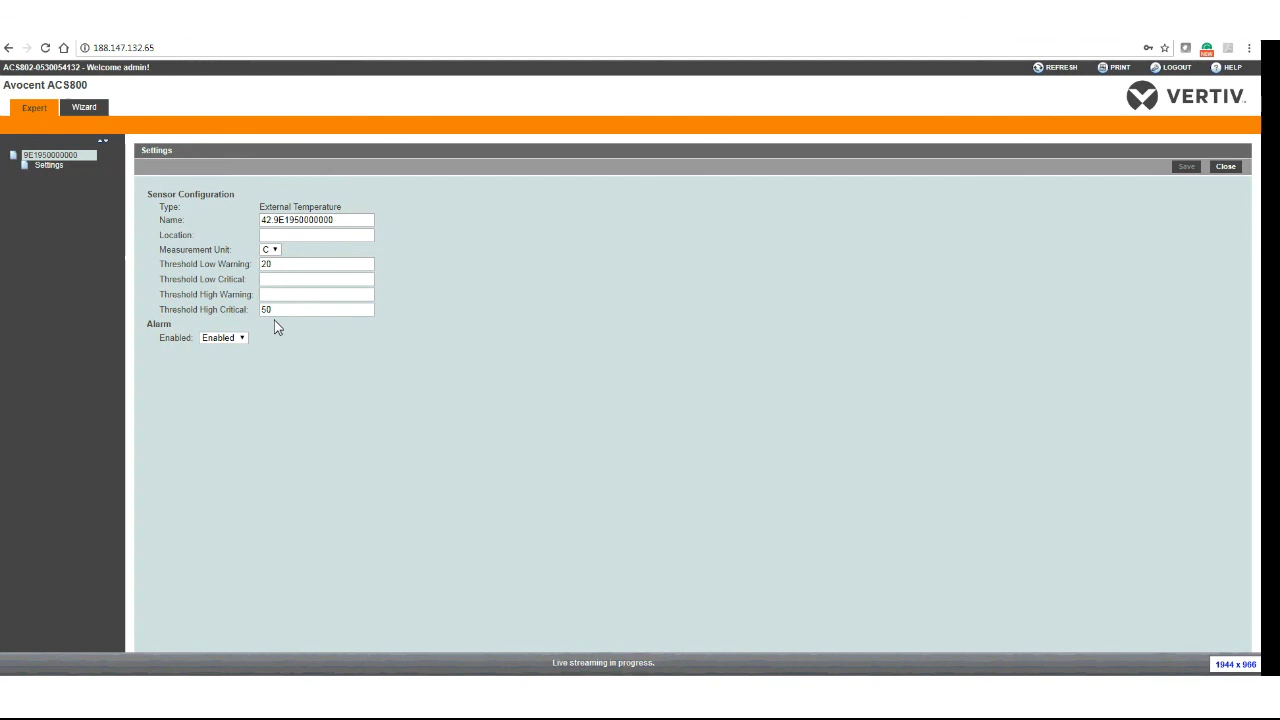 188.147.132.65
NEW
ACS802-0530054132 - Welcome admin! REFRESH PRINT LOGOUT ? HELP
Avocent ACS800
VERTIV.
Expert Wizard
9E1950000000
Settings
Settings
Save Close
Sensor Configuration
Type: External Temperature
Name: 42.9E1950000000
Location:
Measurement Unit: C
Threshold Low Warning: 20
Threshold Low Critical:
Threshold High Warning:
Threshold High Critical: 50
Alarm
Enabled: Enabled
Live streaming in progress.
1944 x 966